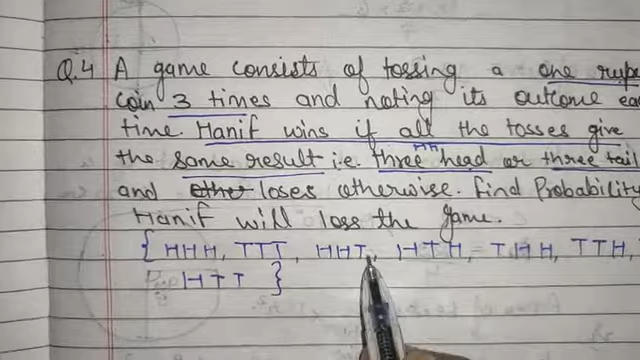 Q.4 A game consists of tossing a one rupe
coin 3 times and noting its outcome ea
time. Hanif wins if all the tosses give
HH
the same result i.e. three head or three tail
and loses otherwise. find Probability
Hanif will loss the game.
{ HHH, TTT, HHT, HTH, THH, TTH,
HTT }